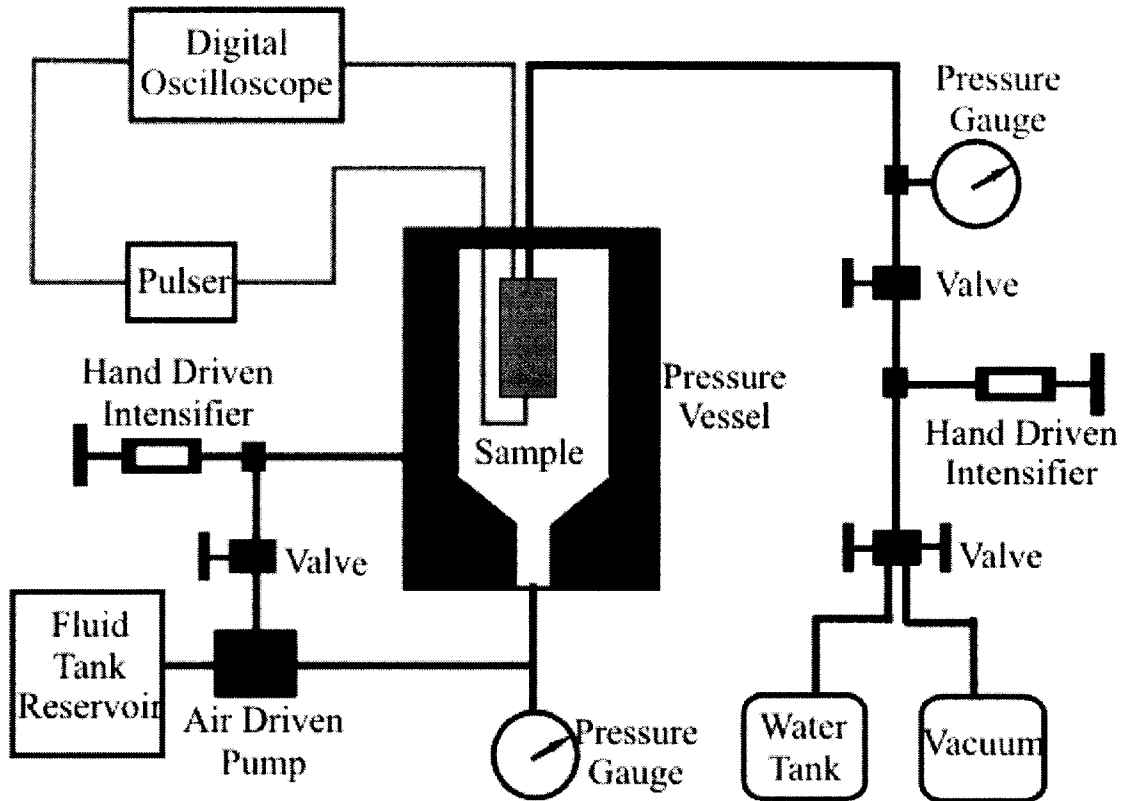 Digital
Oscilloscope
Pressure
Gauge
Pulser
Valve
Hand Driven
Intensifier
Pressure
Vessel
Sample
Hand Driven
Intensifier
Valve
Valve
Fluid
Tank
Reservoir
Air Driven
Pump
Pressure
Gauge
Water
Tank
Vacuum